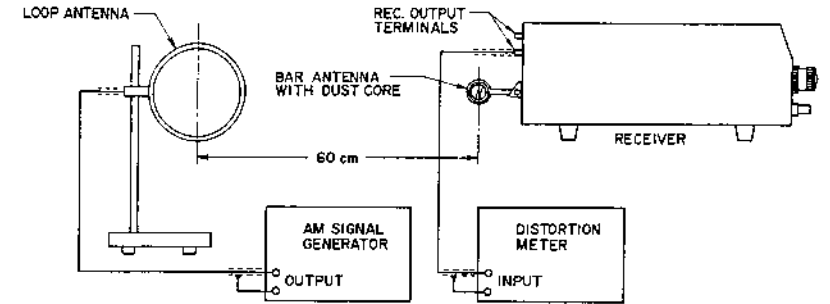 LOOP ANTENNA
REC. OUTPUT
TERMINALS
BAR ANTENNA
WITH DUST CORE
RECEIVER
60 cm
AM SIGNAL
GENERATOR
OUTPUT
DISTORTION
METER
INPUT